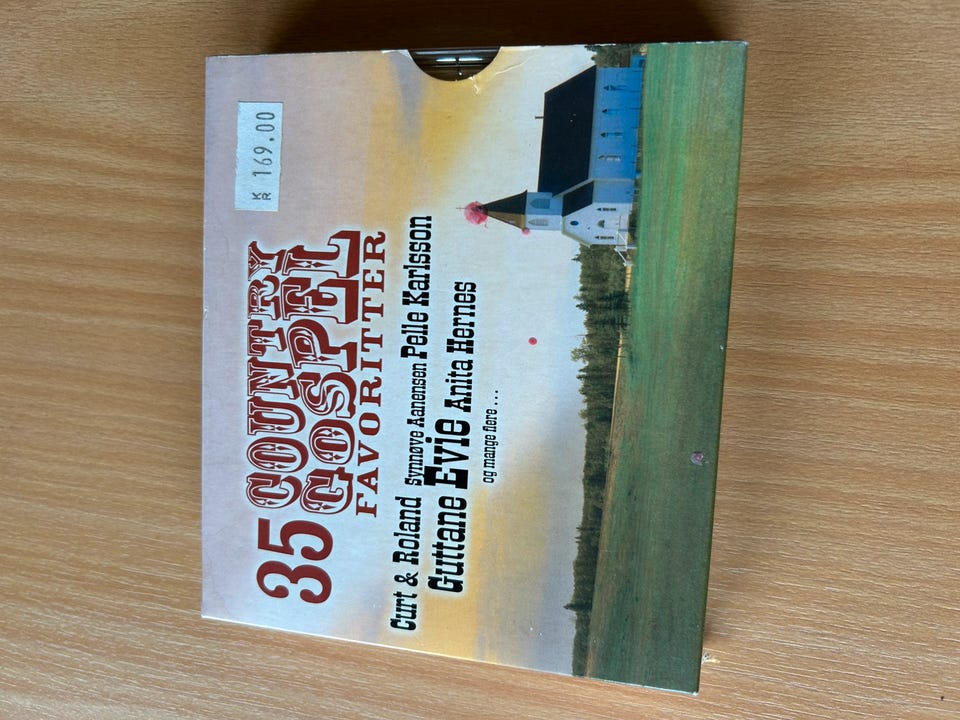 KR 169.00
35 COUNTRY
GOSPEL
FAVORITTER
Curt & Roland Synnøve Aanensen Pelle Karlsson
Guttane Evie Anita Hernes
og mange flere...